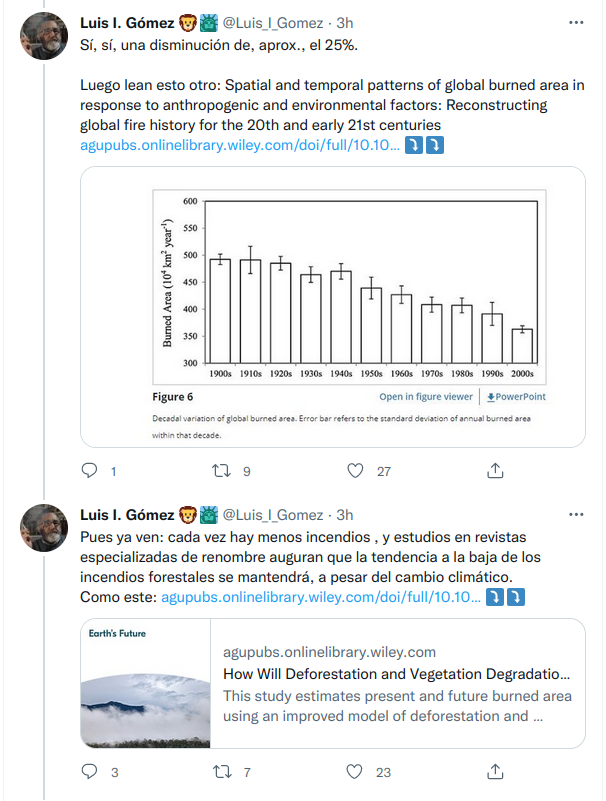 Luis I. Gómez 🦁🗽 @Luis_I_Gomez · 3h
Sí, sí, una disminución de, aprox., el 25%.
Luego lean esto otro: Spatial and temporal patterns of global burned area in
response to anthropogenic and environmental factors: Reconstructing
global fire history for the 20th and early 21st centuries
agupubs.onlinelibrary.wiley.com/doi/full/10.10... ⤵️⤵️
Burned Area (10⁴ km² year⁻¹)
600
550
500
450
400
350
300
1900s 1910s 1920s 1930s 1940s 1950s 1960s 1970s 1980s 1990s 2000s
Figure 6 Open in figure viewer PowerPoint
Decadal variation of global burned area. Error bar refers to the standard deviation of annual burned area
within that decade.
1 9 27
Luis I. Gómez 🦁🗽 @Luis_I_Gomez · 3h
Pues ya ven: cada vez hay menos incendios , y estudios en revistas
especializadas de renombre auguran que la tendencia a la baja de los
incendios forestales se mantendrá, a pesar del cambio climático.
Como este: agupubs.onlinelibrary.wiley.com/doi/full/10.10... ⤵️⤵️
Earth's Future
agupubs.onlinelibrary.wiley.com
How Will Deforestation and Vegetation Degradatio...
This study estimates present and future burned area
using an improved model of deforestation and ...
3 7 23